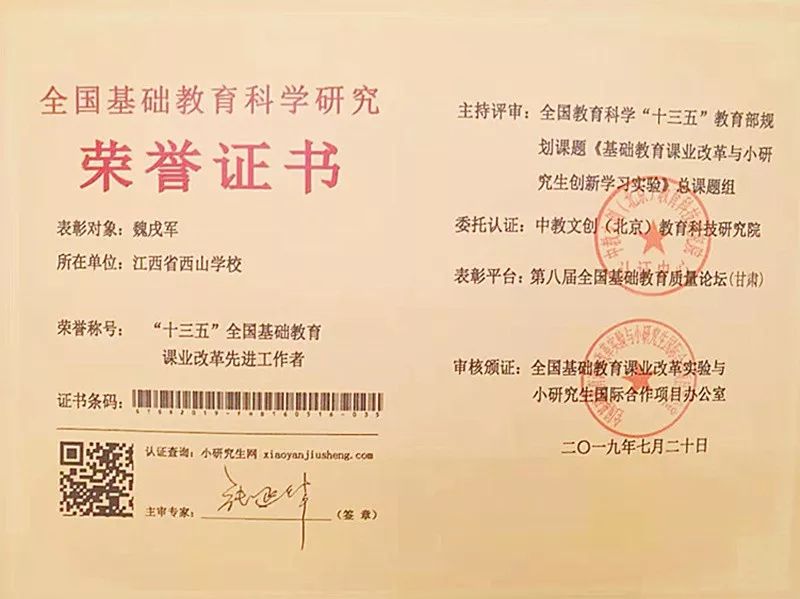 全国基础教育科学研究
荣誉证书
表彰对象：魏戌军
所在单位：江西省西山学校
荣誉称号：“十三五”全国基础教育
课业改革先进工作者
证书条码：
认证查询：小研究生网 xiaoyanjiusheng.com
主审专家：
（签 章）
主持评审：全国教育科学“十三五”教育部规
划课题《基础教育课业改革与小研
究生创新学习实验》总课题组
委托认证：中教文创（北京）教育科技研究院
认证中心
表彰平台：第八届全国基础教育质量论坛(甘肃)
审核颁证：全国基础教育课业改革实验与
小研究生国际合作项目办公室
二〇一九年七月二十日